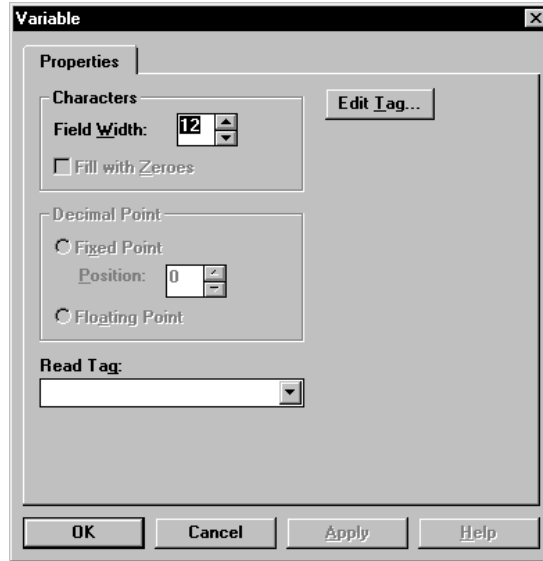 Variable
Properties
Characters
Field Width: 12
Fill with Zeroes
Edit Tag...
Decimal Point
Fixed Point
Position: 0
Floating Point
Read Tag:
OK Cancel Apply Help